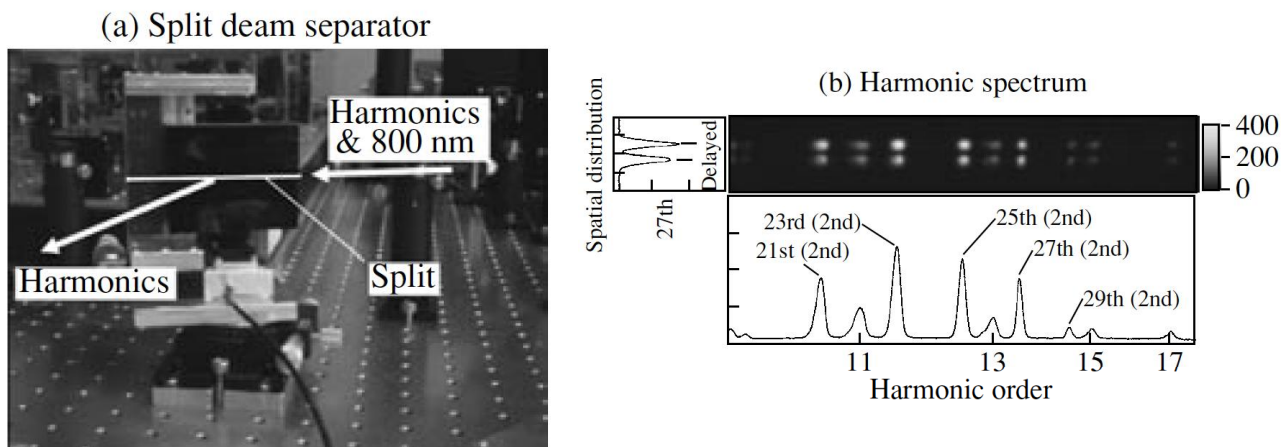 (a) Split deam separator
Harmonics
& 800 nm
Harmonics
Split
(b) Harmonic spectrum
Spatial distribution
27th
Delayed
400
200
0
23rd (2nd)
21st (2nd)
25th (2nd)
27th (2nd)
29th (2nd)
11
13
15
17
Harmonic order